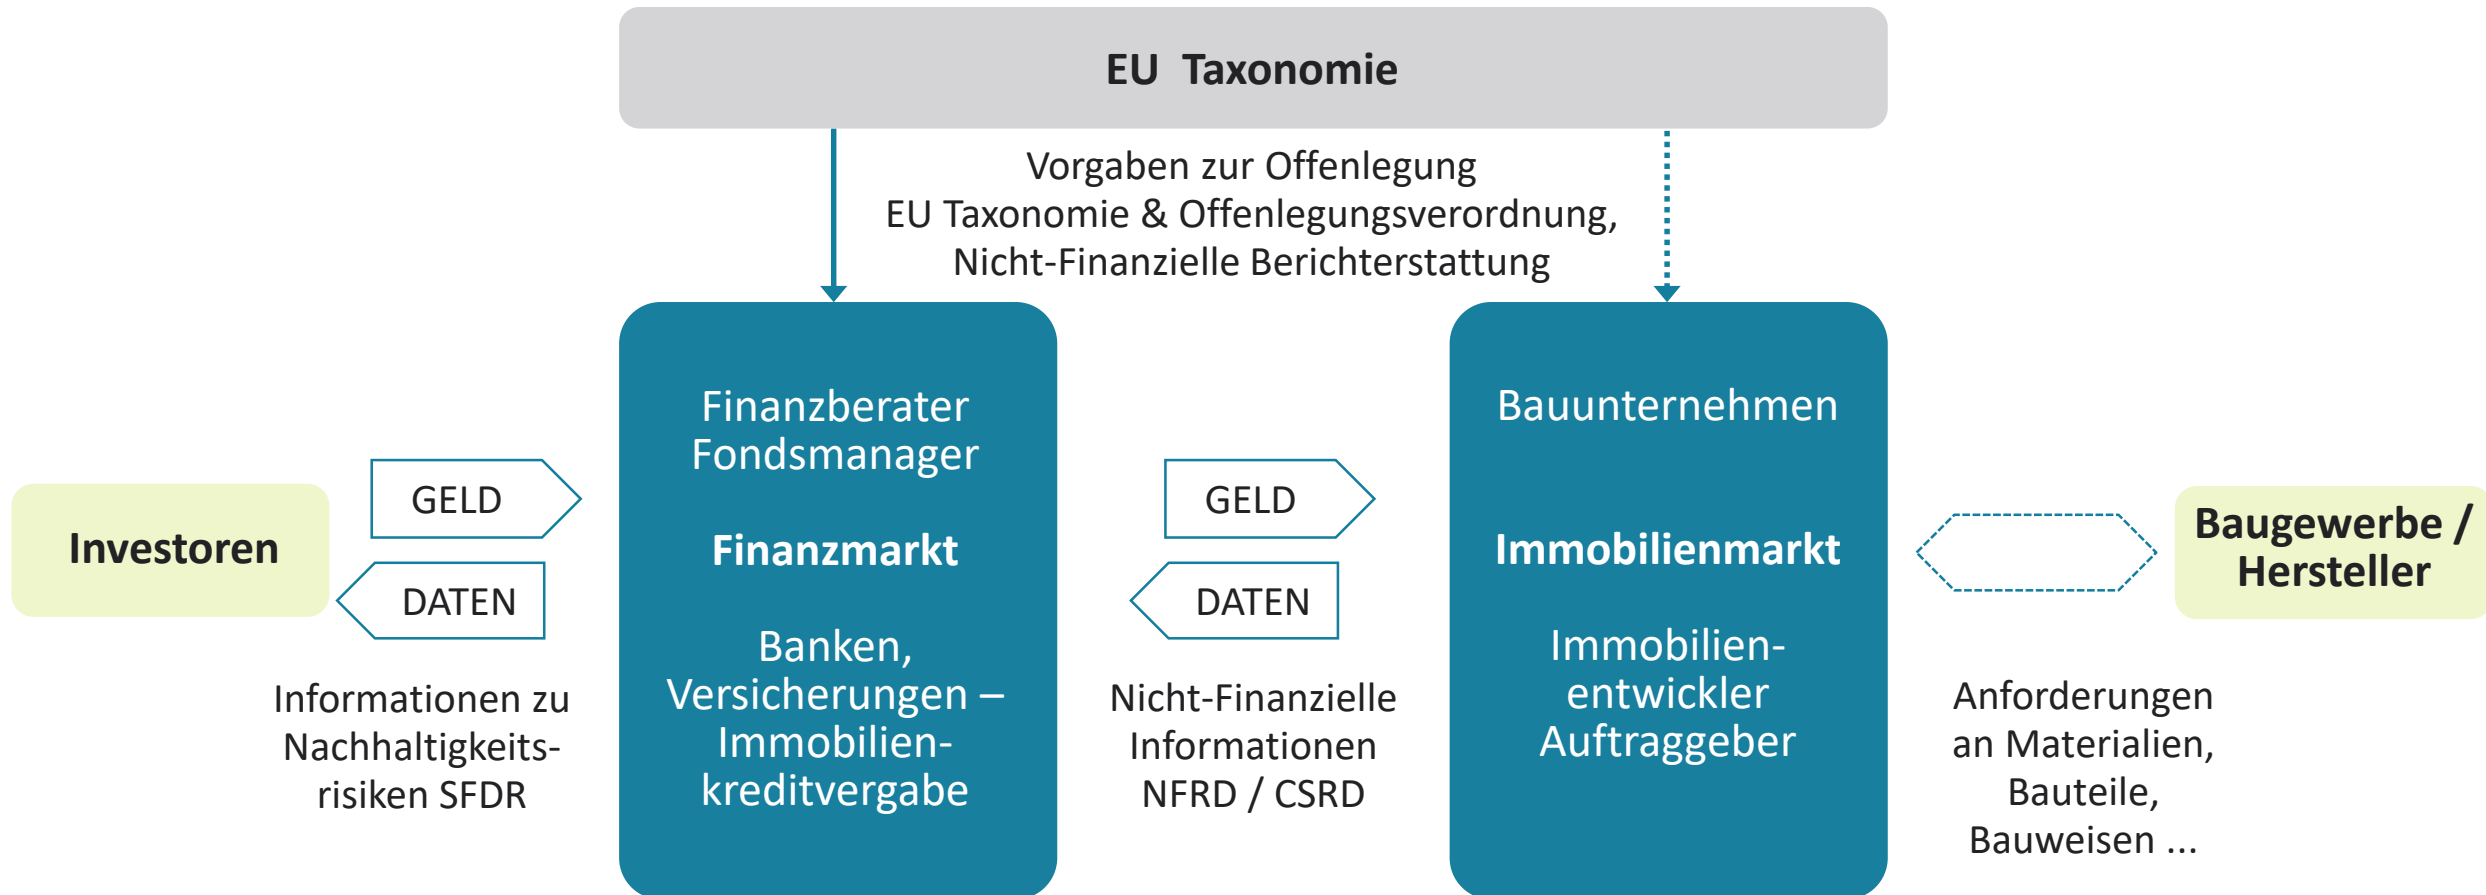 EU Taxonomie
Vorgaben zur Offenlegung
EU Taxonomie & Offenlegungsverordnung,
Nicht-Finanzielle Berichterstattung
Investoren
GELD
DATEN
Informationen zu
Nachhaltigkeits-
risiken SFDR
Finanzberater
Fondsmanager
Finanzmarkt
Banken,
Versicherungen –
Immobilien-
kreditvergabe
GELD
DATEN
Nicht-Finanzielle
Informationen
NFRD / CSRD
Bauunternehmen
Immobilienmarkt
Immobilien-
entwickler
Auftraggeber
Baugewerbe /
Hersteller
Anforderungen
an Materialien,
Bauteile,
Bauweisen ...